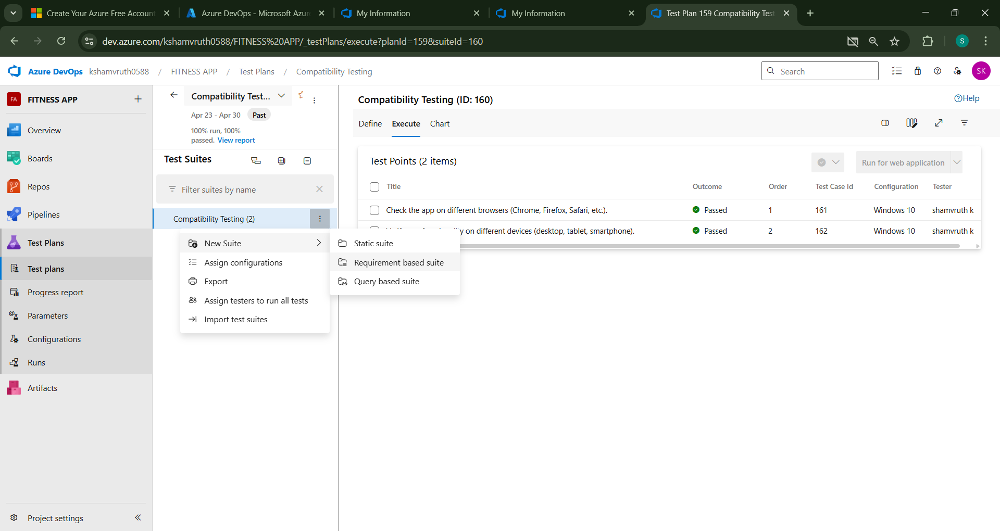 Create Your Azure Free Account
Azure DevOps - Microsoft Azur
My Information
My Information
Test Plan 159 Compatibility Test
dev.azure.com/kshamvruth0588/FITNESS%20APP/_testPlans/execute?planId=159&suiteId=160
S
Azure DevOps kshamvruth0588 / FITNESS APP / Test Plans / Compatibility Testing
Search
SK
FA FITNESS APP
Overview
Boards
Repos
Pipelines
Test Plans
Test plans
Progress report
Parameters
Configurations
Runs
Artifacts
Project settings
Compatibility Test...
Apr 23 - Apr 30 Past
100% run, 100%
passed. View report
Test Suites
Filter suites by name
Compatibility Testing (2)
New Suite
Assign configurations
Export
Assign testers to run all tests
Import test suites
Static suite
Requirement based suite
Query based suite
Compatibility Testing (ID: 160)
Help
Define Execute Chart
Test Points (2 items)
Run for web application
Title Outcome Order Test Case Id Configuration Tester
Check the app on different browsers (Chrome, Firefox, Safari, etc.). Passed 1 161 Windows 10 shamvruth k
on different devices (desktop, tablet, smartphone). Passed 2 162 Windows 10 shamvruth k